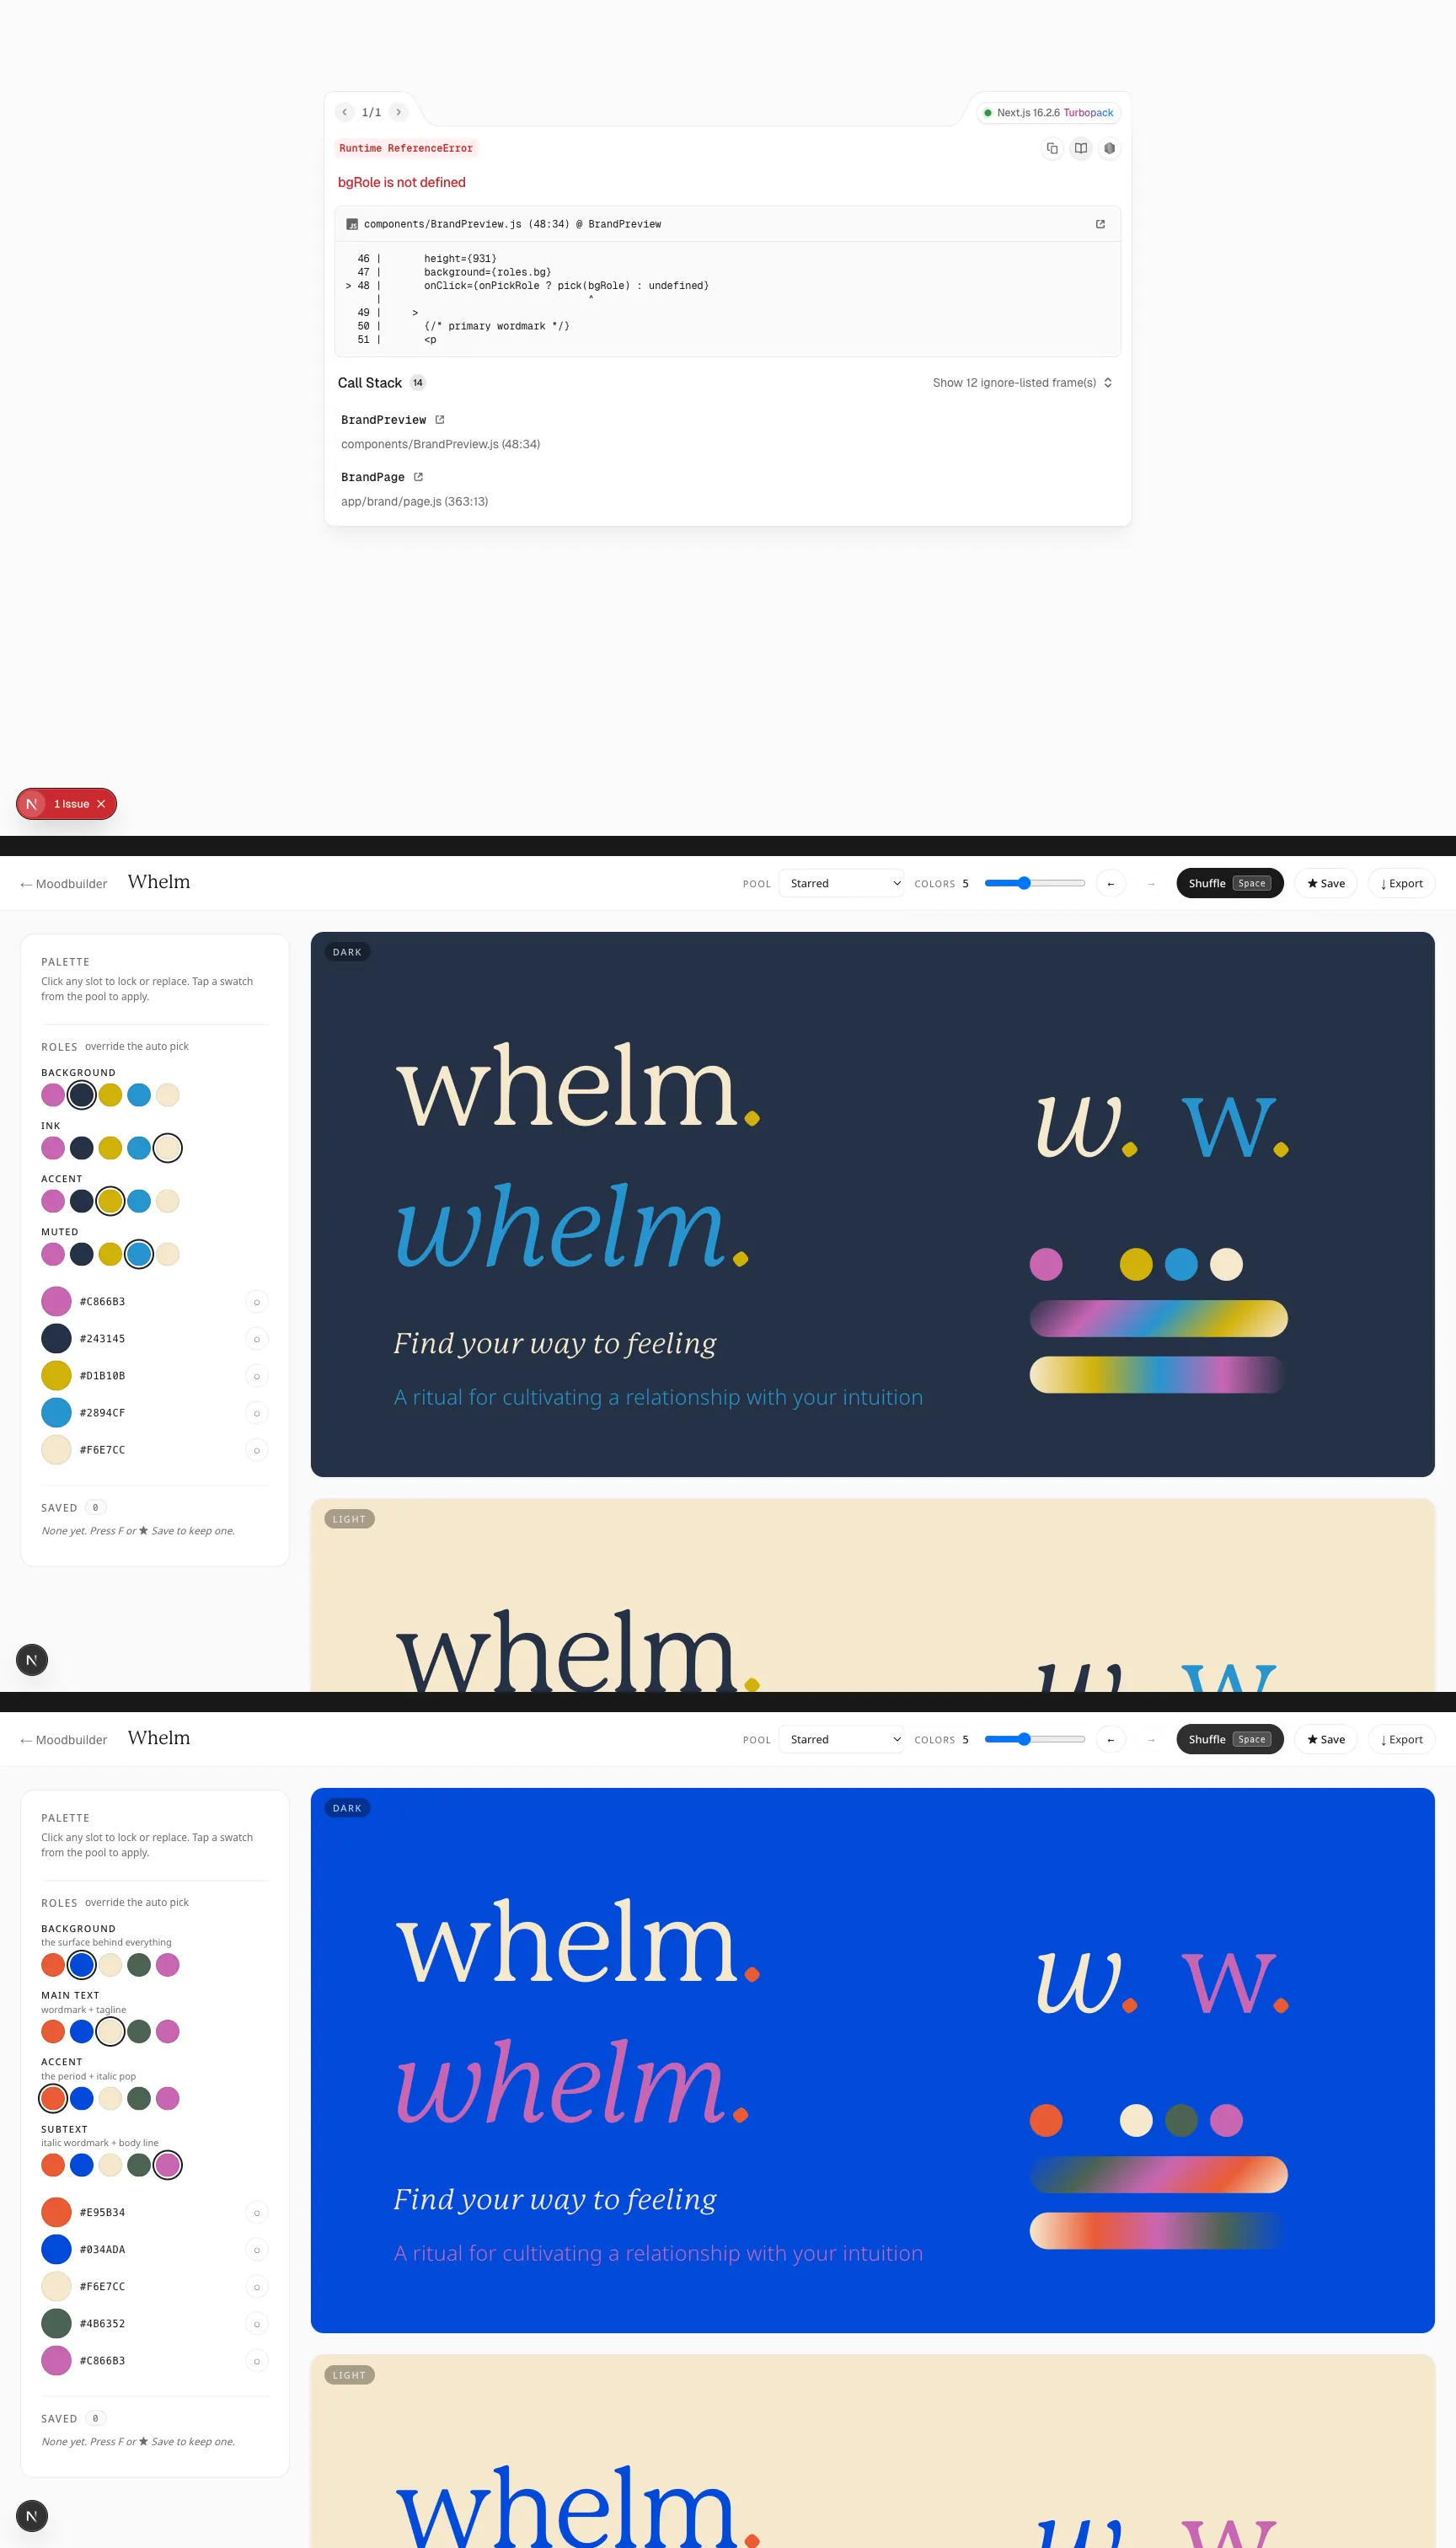 1/1
Next.js 16.2.6 Turbopack
Runtime ReferenceError
bgRole is not defined
components/BrandPreview.js (48:34) @ BrandPreview
46 | height={931}
47 | background={roles.bg}
> 48 | onClick={onPickRole ? pick(bgRole) : undefined}
| ^
49 | >
50 | {/* primary wordmark */}
51 | <p
Call Stack 14
Show 12 ignore-listed frame(s)
BrandPreview
components/BrandPreview.js (48:34)
BrandPage
app/brand/page.js (363:13)
N 1 Issue ×
← Moodbuilder Whelm POOL Starred COLORS 5 ← → Shuffle Space ★ Save ↓ Export
PALETTE
Click any slot to lock or replace. Tap a swatch
from the pool to apply.
ROLES override the auto pick
BACKGROUND
INK
ACCENT
MUTED
#C866B3
#243145
#D1B10B
#2894CF
#F6E7CC
SAVED 0
None yet. Press F or ★ Save to keep one.
N
DARK
whelm.
whelm.
Find your way to feeling
A ritual for cultivating a relationship with your intuition
w. w.
LIGHT
whelm.
w w
← Moodbuilder Whelm POOL Starred COLORS 5 ← → Shuffle Space ★ Save ↓ Export
PALETTE
Click any slot to lock or replace. Tap a swatch
from the pool to apply.
ROLES override the auto pick
BACKGROUND
the surface behind everything
MAIN TEXT
wordmark + tagline
ACCENT
the period + italic pop
SUBTEXT
italic wordmark + body line
#E95B34
#034ADA
#F6E7CC
#4B6352
#C866B3
SAVED 0
None yet. Press F or ★ Save to keep one.
N
DARK
whelm.
whelm.
Find your way to feeling
A ritual for cultivating a relationship with your intuition
w. w.
LIGHT
whelm.
w w